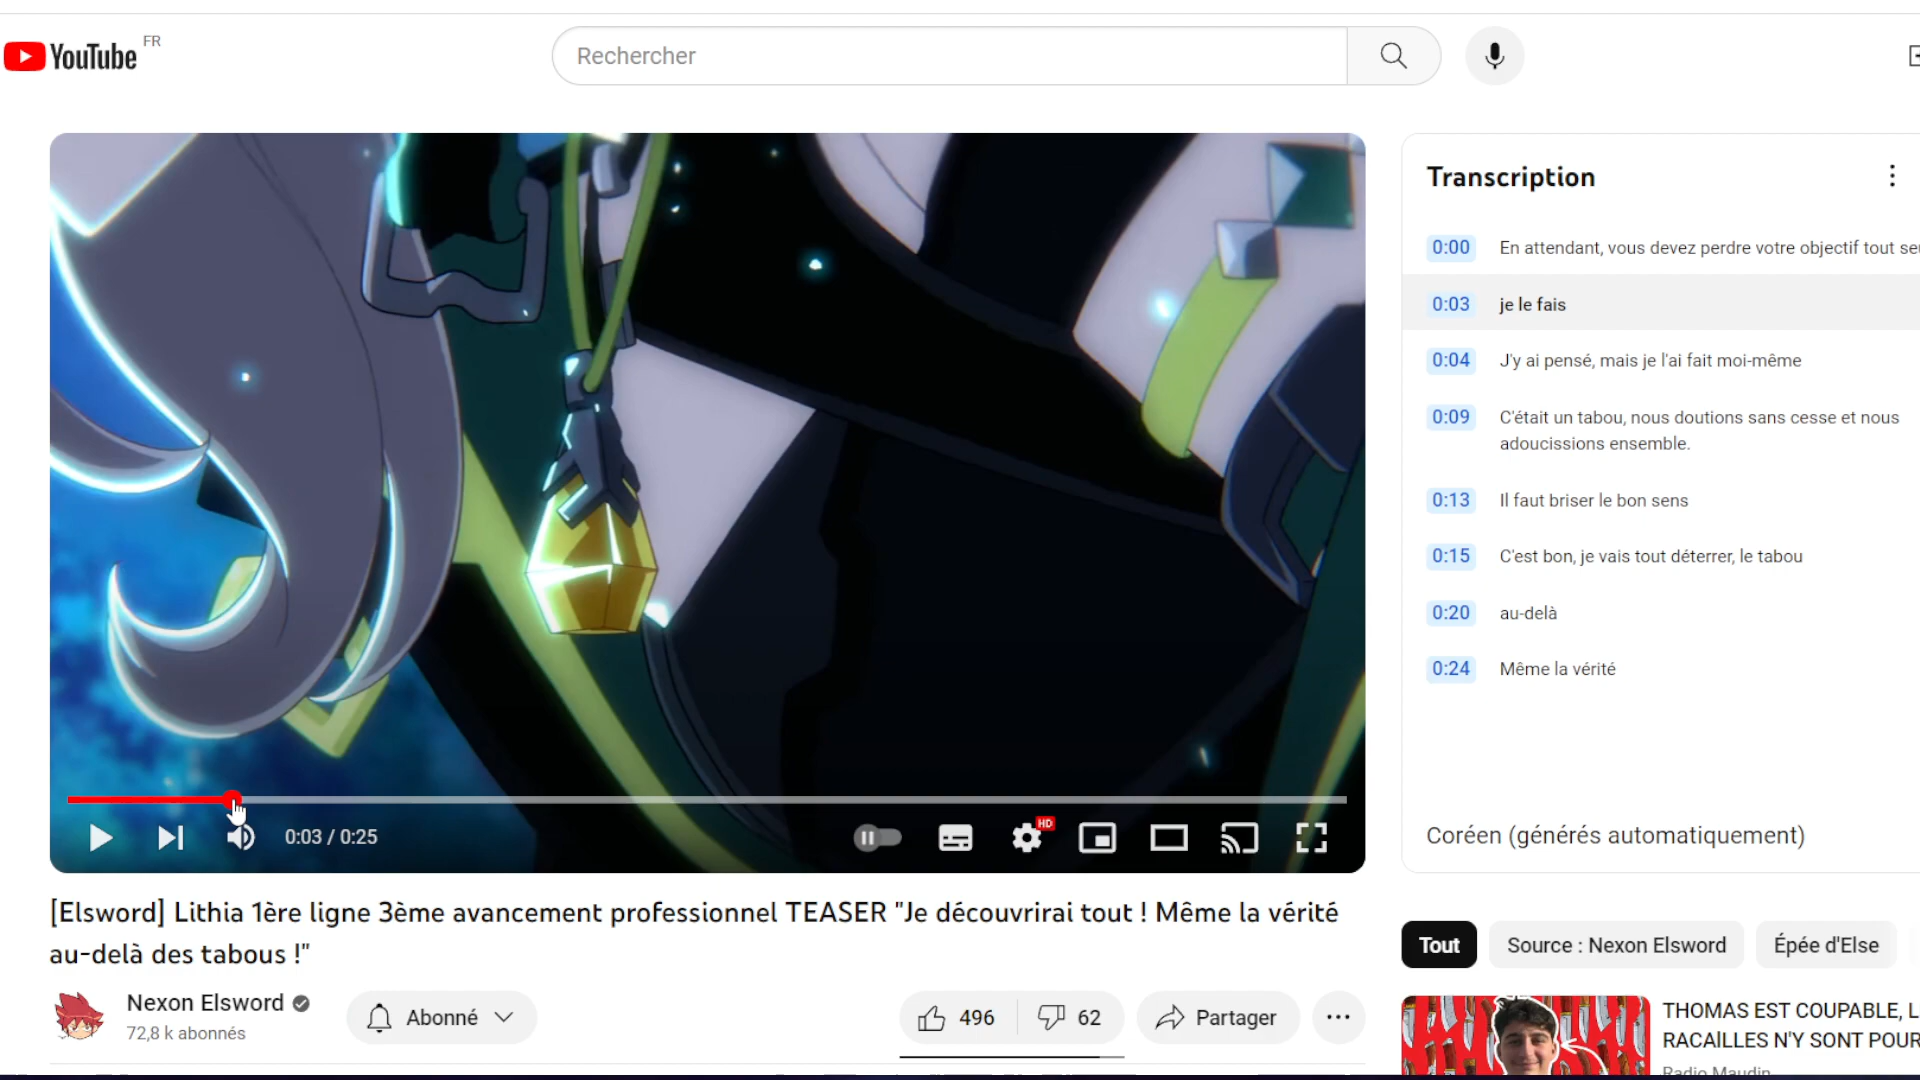 YouTube FR
Rechercher
Transcription
0:00 En attendant, vous devez perdre votre objectif tout
0:03 je le fais
0:04 J'y ai pensé, mais je l'ai fait moi-même
0:09 C'était un tabou, nous doutions sans cesse et nous
adoucissions ensemble.
0:13 Il faut briser le bon sens
0:15 C'est bon, je vais tout déterrer, le tabou
0:20 au-delà
0:24 Même la vérité
Coréen (générés automatiquement)
0:03 / 0:25
HD
[Elsword] Lithia 1ère ligne 3ème avancement professionnel TEASER "Je découvrirai tout ! Même la vérité
au-delà des tabous !"
Nexon Elsword
72,8 k abonnés
Abonné
496
62
Partager
Tout
Source : Nexon Elsword
Épée d'Else
THOMAS EST COUPABLE,
RACAILLES N'Y SONT POUR
Radio Maudin